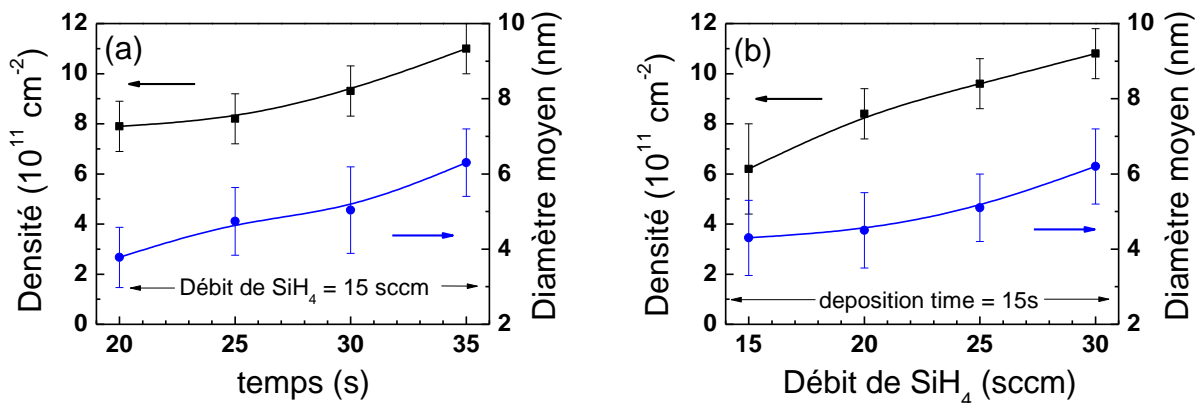 (a)
Densité (10^11 cm^-2)
12
10
8
6
4
2
0
10
8
6
4
2
Diamètre moyen (nm)
Débit de SiH4 = 15 sccm
20 25 30 35
temps (s)
(b)
Densité (10^11 cm^-2)
12
10
8
6
4
2
0
10
8
6
4
2
Diamètre moyen (nm)
deposition time = 15s
15 20 25 30
Débit de SiH4 (sccm)